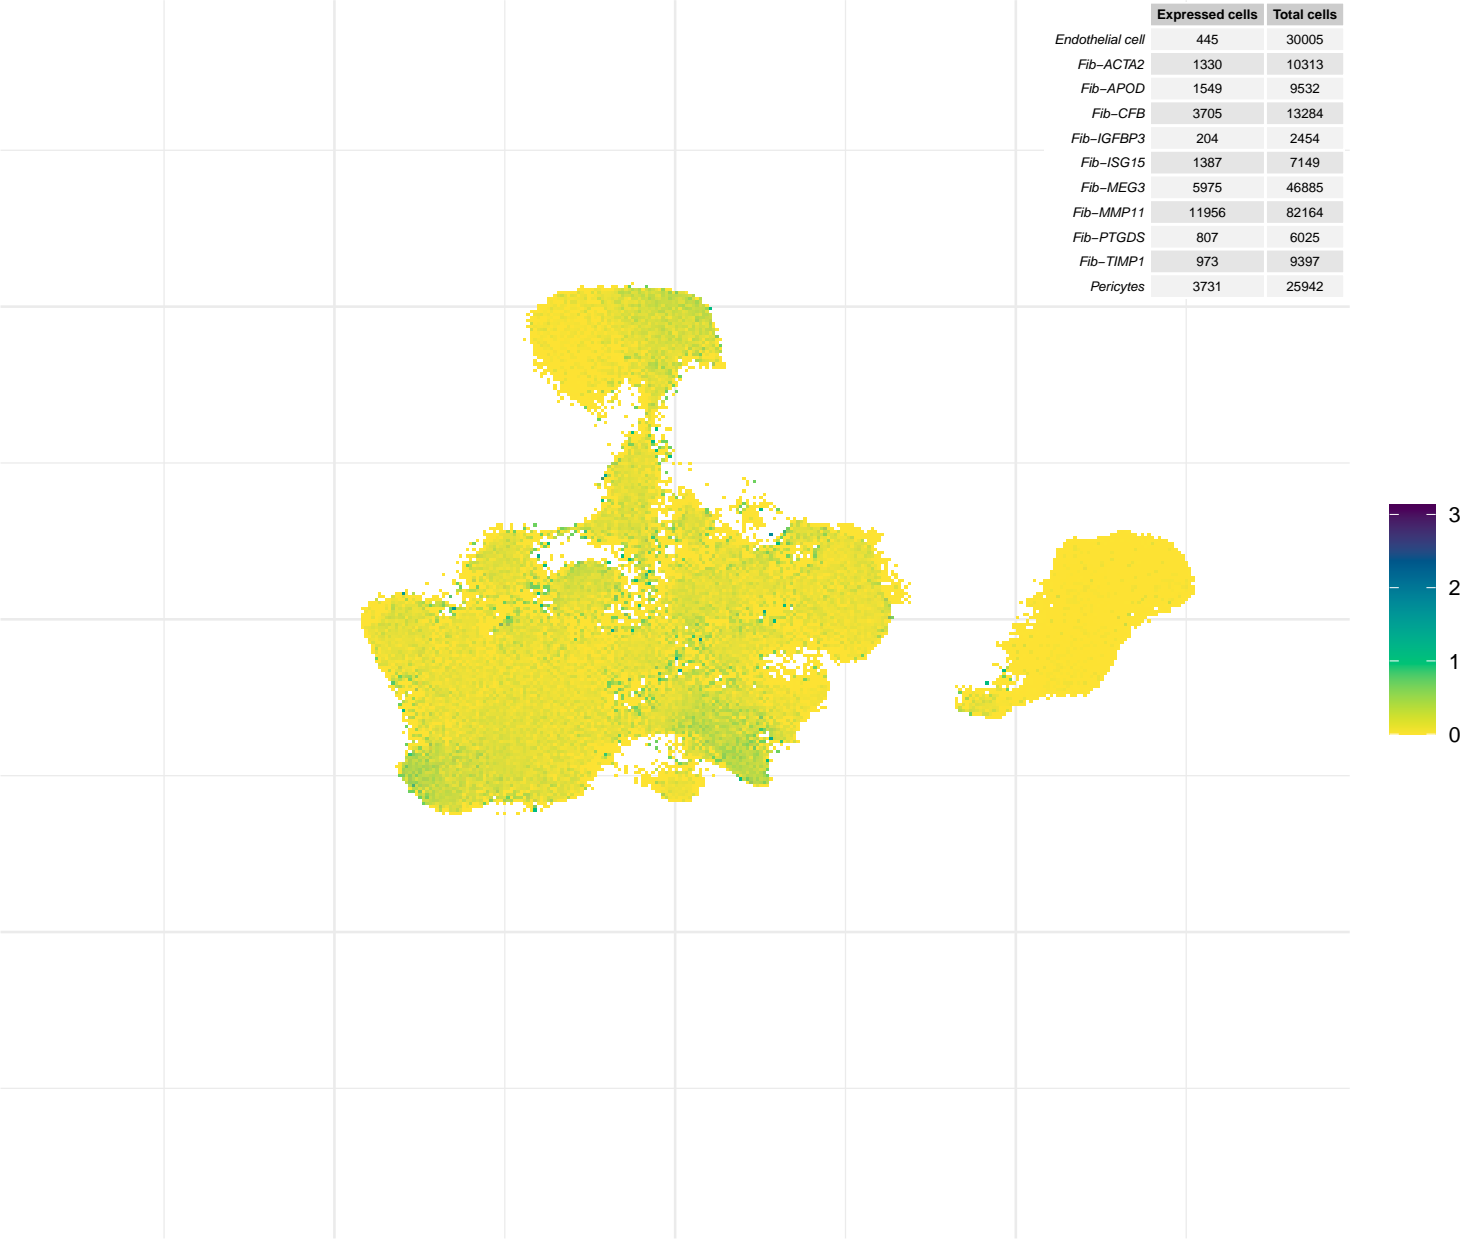 Expressed cells Total cells
Endothelial cell 445 30005
Fib−ACTA2 1330 10313
Fib−APOD 1549 9532
Fib−CFB 3705 13284
Fib−IGFBP3 204 2454
Fib−ISG15 1387 7149
Fib−MEG3 5975 46885
Fib−MMP11 11956 82164
Fib−PTGDS 807 6025
Fib−TIMP1 973 9397
Pericytes 3731 25942
3
2
1
0